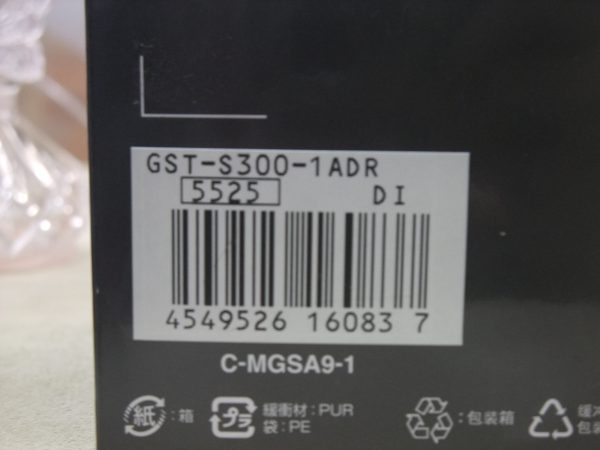 GST-S300-1ADR
5525 DI
4549526 16083 7
C-MGSA9-1
紙 :箱
プラ 緩衝材:PUR
袋:PE
:包装箱